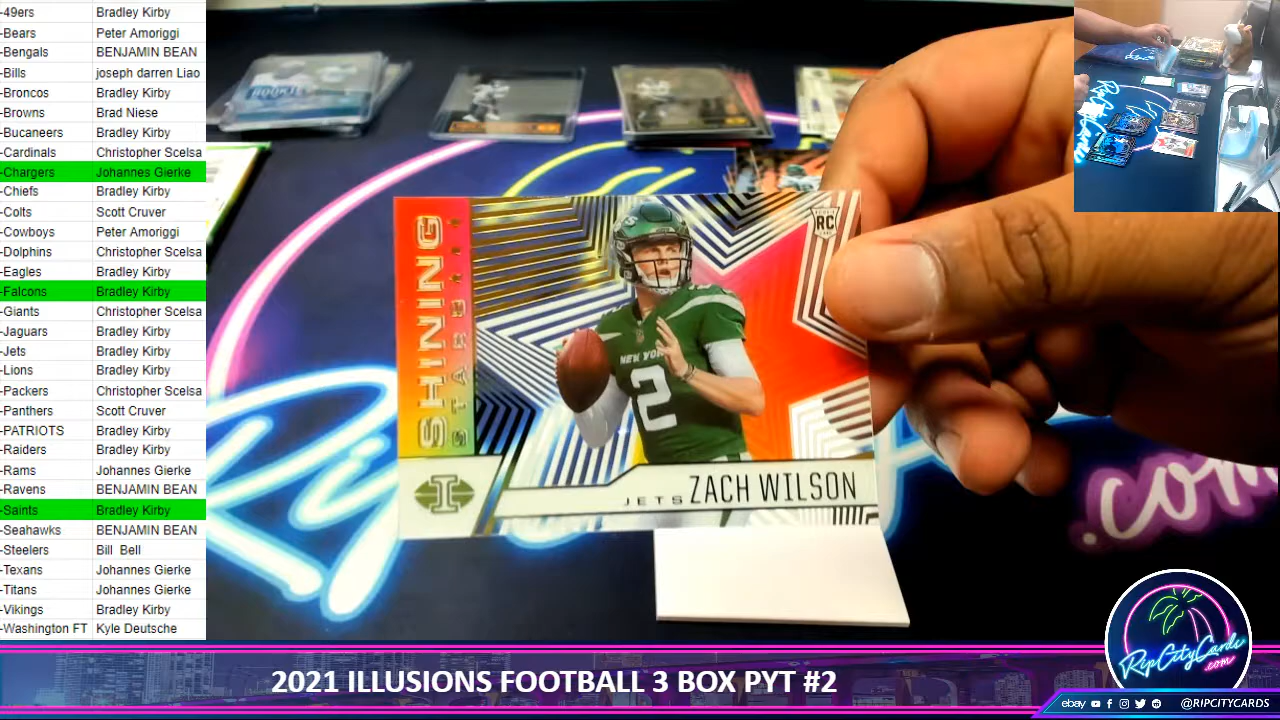 -49ers Bradley Kirby
-Bears Peter Amoriggi
-Bengals BENJAMIN BEAN
-Bills joseph darren Liao
-Broncos Bradley Kirby
-Browns Brad Niese
-Bucaneers Bradley Kirby
-Cardinals Christopher Scelsa
-Chargers Johannes Gierke
-Chiefs Bradley Kirby
-Colts Scott Cruver
-Cowboys Peter Amoriggi
-Dolphins Christopher Scelsa
-Eagles Bradley Kirby
-Falcons Bradley Kirby
-Giants Christopher Scelsa
-Jaguars Bradley Kirby
-Jets Bradley Kirby
-Lions Bradley Kirby
-Packers Christopher Scelsa
-Panthers Scott Cruver
-PATRIOTS Bradley Kirby
-Raiders Bradley Kirby
-Rams Johannes Gierke
-Ravens BENJAMIN BEAN
-Saints Bradley Kirby
-Seahawks BENJAMIN BEAN
-Steelers Bill Bell
-Texans Johannes Gierke
-Titans Johannes Gierke
-Vikings Bradley Kirby
-Washington FT Kyle Deutsche
ROOKIE
SHINING
STARS
RC
NEW YORK
2
I
JETS ZACH WILSON
.com
2021 ILLUSIONS FOOTBALL 3 BOX PYT #2
RipCityCards
.com
ebay @RIPCITYCARDS